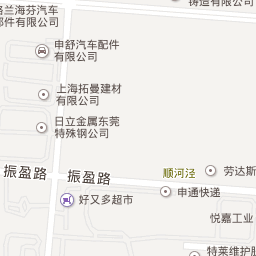 格兰海芬汽车
部件有限公司
铸造有限公司
申舒汽车配件
有限公司
上海拓曼建材
有限公司
日立金属东莞
特殊钢公司
顺河泾
劳达斯
振盈路
振盈路
申通快递
好又多超市
悦嘉工业
特莱维护服